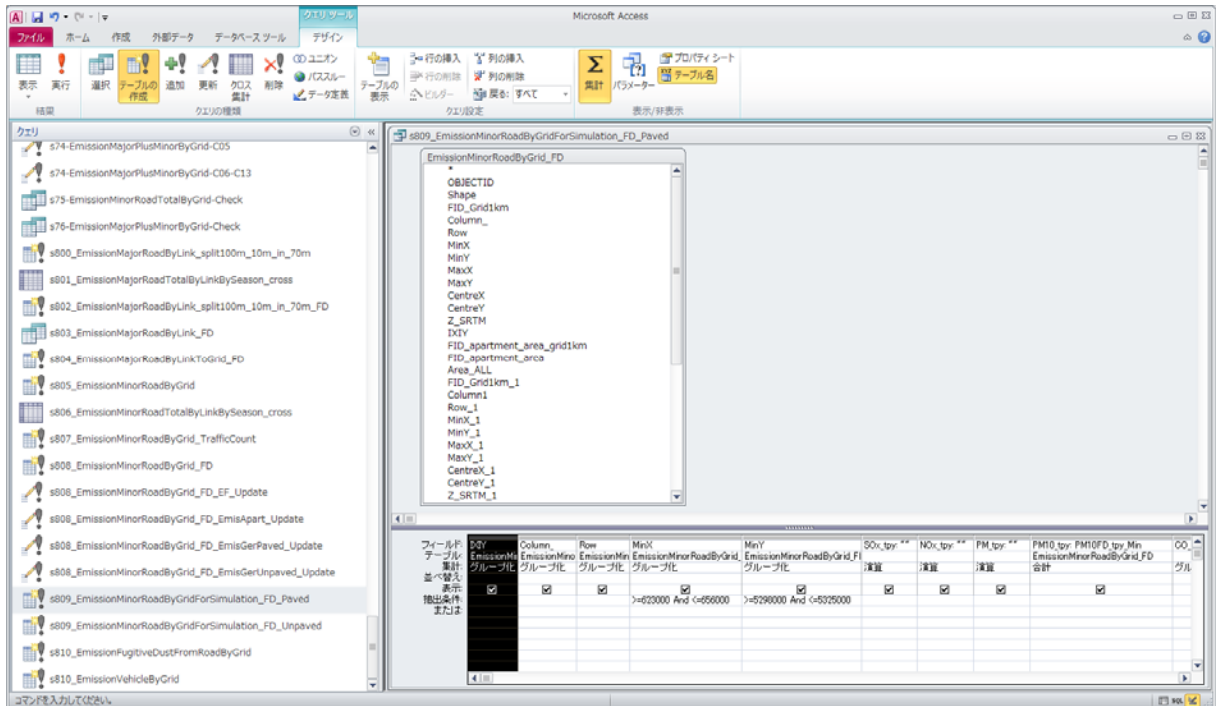 クエリ ツール
Microsoft Access
ファイル ホーム 作成 外部データ データベース ツール デザイン
表示 実行 選択 テーブルの作成 追加 更新 クロス集計 削除
ユニオン
パススルー
データ定義
テーブルの表示
行の挿入
行の削除
ビルダー
列の挿入
列の削除
戻る: すべて
集計 パラメーター
プロパティ シート
テーブル名
結果 クエリの種類 クエリ設定 表示/非表示
クエリ
s74-EmissionMajorPlusMinorByGrid-C05
s74-EmissionMajorPlusMinorByGrid-C06-C13
s75-EmissionMinorRoadTotalByGrid-Check
s76-EmissionMajorPlusMinorByGrid-Check
s800_EmissionMajorRoadByLink_split100m_10m_in_70m
s801_EmissionMajorRoadTotalByLinkBySeason_cross
s802_EmissionMajorRoadByLink_split100m_10m_in_70m_FD
s803_EmissionMajorRoadByLink_FD
s804_EmissionMajorRoadByLinkToGrid_FD
s805_EmissionMinorRoadByGrid
s806_EmissionMinorRoadTotalByLinkBySeason_cross
s807_EmissionMinorRoadByGrid_TrafficCount
s808_EmissionMinorRoadByGrid_FD
s808_EmissionMinorRoadByGrid_FD_EF_Update
s808_EmissionMinorRoadByGrid_FD_EmisApart_Update
s808_EmissionMinorRoadByGrid_FD_EmisGerPaved_Update
s808_EmissionMinorRoadByGrid_FD_EmisGerUnpaved_Update
s809_EmissionMinorRoadByGridForSimulation_FD_Paved
s809_EmissionMinorRoadByGridForSimulation_FD_Unpaved
s810_EmissionFugitiveDustFromRoadByGrid
s810_EmissionVehicleByGrid
s809_EmissionMinorRoadByGridForSimulation_FD_Paved
EmissionMinorRoadByGrid_FD
*
OBJECTID
Shape
FID_Grid1km
Column_
Row
MinX
MinY
MaxX
MaxY
CentreX
CentreY
Z_SRTM
IXIY
FID_apartment_area_grid1km
FID_apartment_area
Area_ALL
FID_Grid1km_1
Column1
Row_1
MinX_1
MinY_1
MaxX_1
MaxY_1
CentreX_1
CentreY_1
Z_SRTM_1
フィールド: IXIY Column_ Row MinX MinY SOx_tpy: "" NOx_tpy: "" PM_tpy: "" PM10_tpy: PM10FD_tpy_Min CO_
テーブル: EmissionMi EmissionMino EmissionMin EmissionMinorRoadByGrid_ EmissionMinorRoadByGrid_F EmissionMinorRoadByGrid_FD
集計: グループ化 グループ化 グループ化 グループ化 グループ化 演算 演算 演算 合計 グル
並べ替え:
表示:
抽出条件: >=623000 And <=656000 >=5298000 And <=5325000
または:
コマンドを入力してください。
SQL